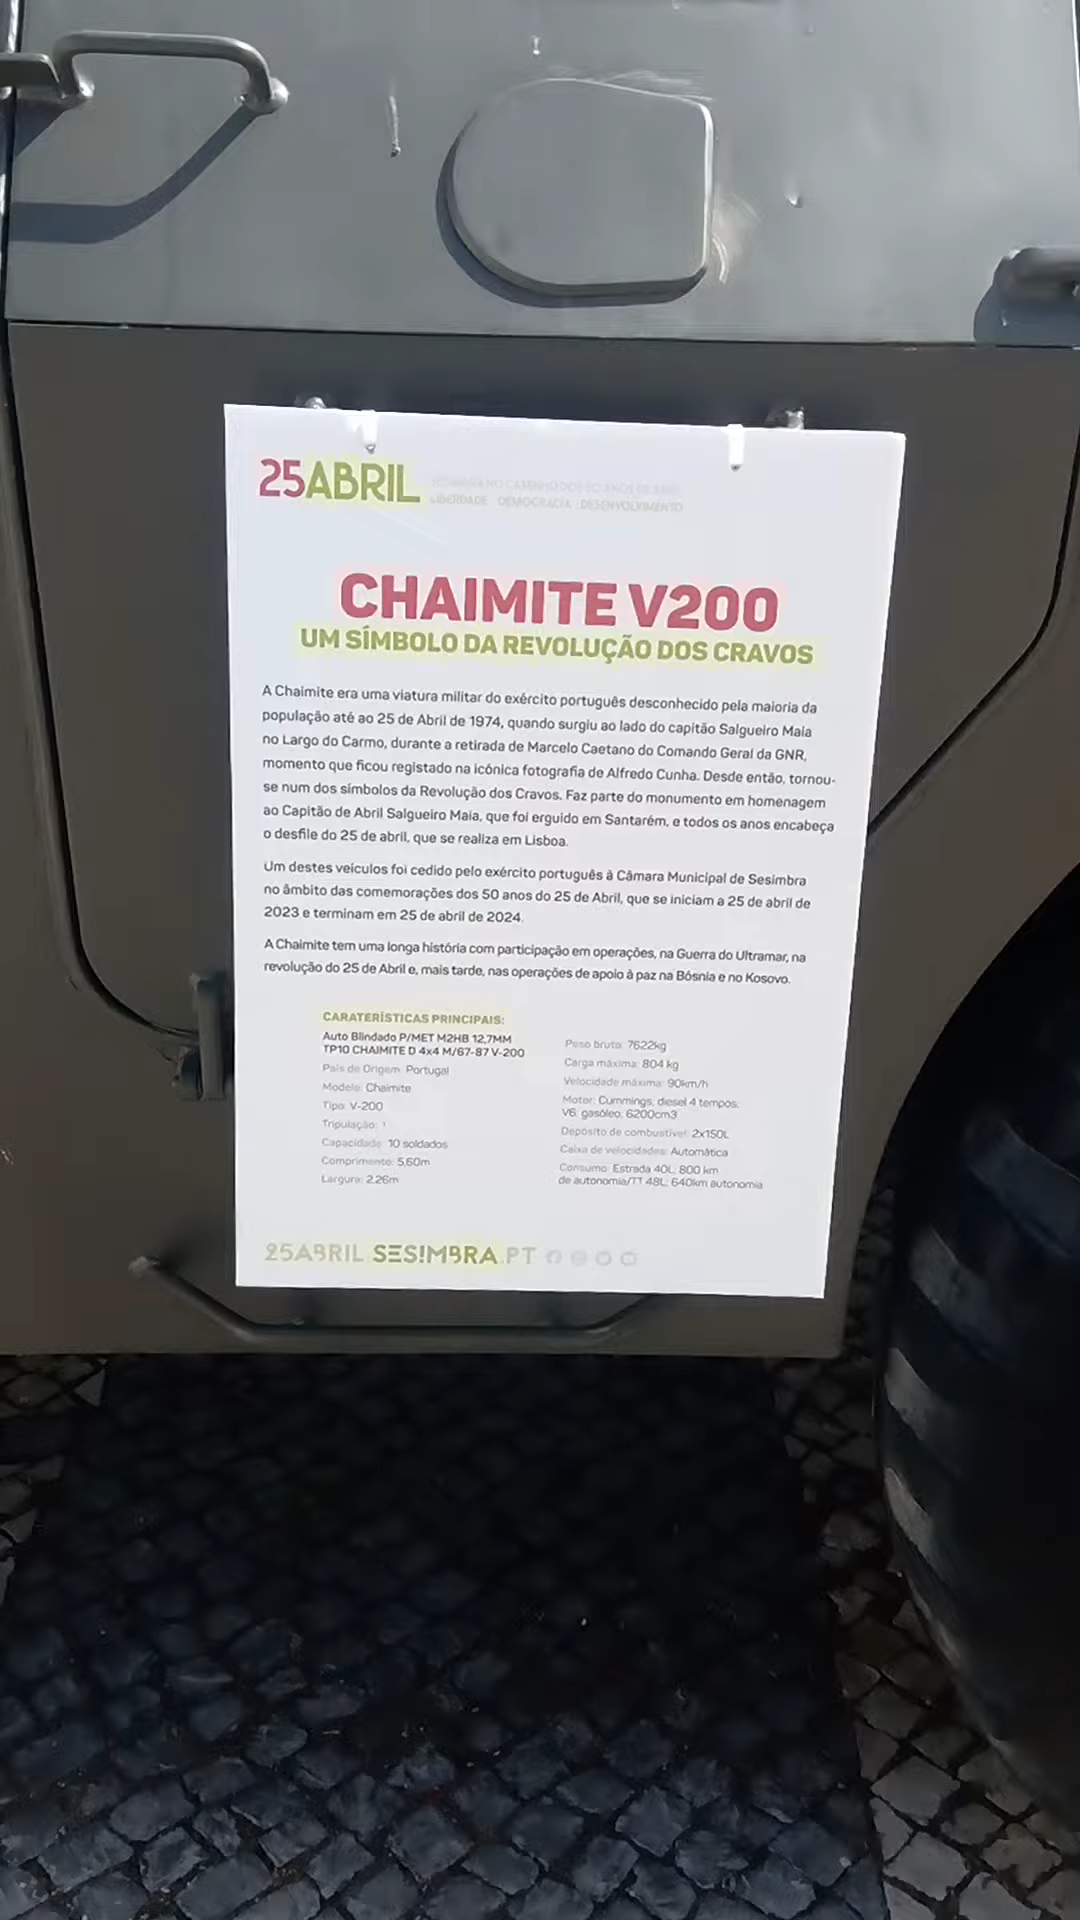 25ABRIL
LIBERDADE DEMOCRACIA DESENVOLVIMENTO
CHAIMITE V200
UM SÍMBOLO DA REVOLUÇÃO DOS CRAVOS
A Chaimite era uma viatura militar do exército português desconhecido pela maioria da
população até ao 25 de Abril de 1974, quando surgiu ao lado do capitão Salgueiro Maia
no Largo do Carmo, durante a retirada de Marcelo Caetano do Comando Geral da GNR,
momento que ficou registado na icónica fotografia de Alfredo Cunha. Desde então, tornou-
se num dos símbolos da Revolução dos Cravos. Faz parte do monumento em homenagem
ao Capitão de Abril Salgueiro Maia, que foi erguido em Santarém, e todos os anos encabeça
o desfile do 25 de abril, que se realiza em Lisboa.
Um destes veículos foi cedido pelo exército português à Câmara Municipal de Sesimbra
no âmbito das comemorações dos 50 anos do 25 de Abril, que se iniciam a 25 de abril de
2023 e terminam em 25 de abril de 2024.
A Chaimite tem uma longa história com participação em operações, na Guerra do Ultramar, na
revolução do 25 de Abril e, mais tarde, nas operações de apoio à paz na Bósnia e no Kosovo.
CARATERÍSTICAS PRINCIPAIS:
Auto Blindado P/MET M2HB 12,7MM
TP10 CHAIMITE D 4x4 M/67-87 V-200
País de Origem: Portugal
Modelo: Chaimite
Tipo: V-200
Tripulação: 1
Capacidade: 10 soldados
Comprimento: 5,60m
Largura: 2,26m
Peso bruto: 7622kg
Carga máxima: 804 kg
Velocidade máxima: 90km/h
Motor: Cummings, diesel 4 tempos,
V6, gasóleo, 6200cm3
Depósito de combustível: 2x150L
Caixa de velocidades: Automática
Consumo: Estrada 40L; 800 km
de autonomia/TT 48L; 640km autonomia
25ABRIL.SES!MBRA.PT